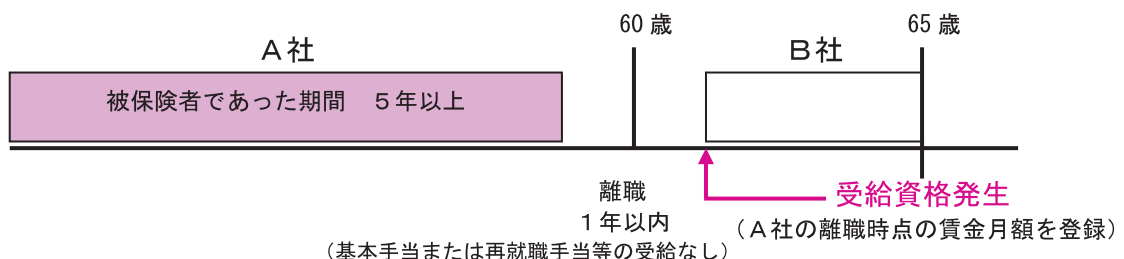 60歳
65歳
A社
B社
被保険者であった期間　5年以上
離職
1年以内
(基本手当または再就職手当等の受給なし)
受給資格発生
(A社の離職時点の賃金月額を登録)